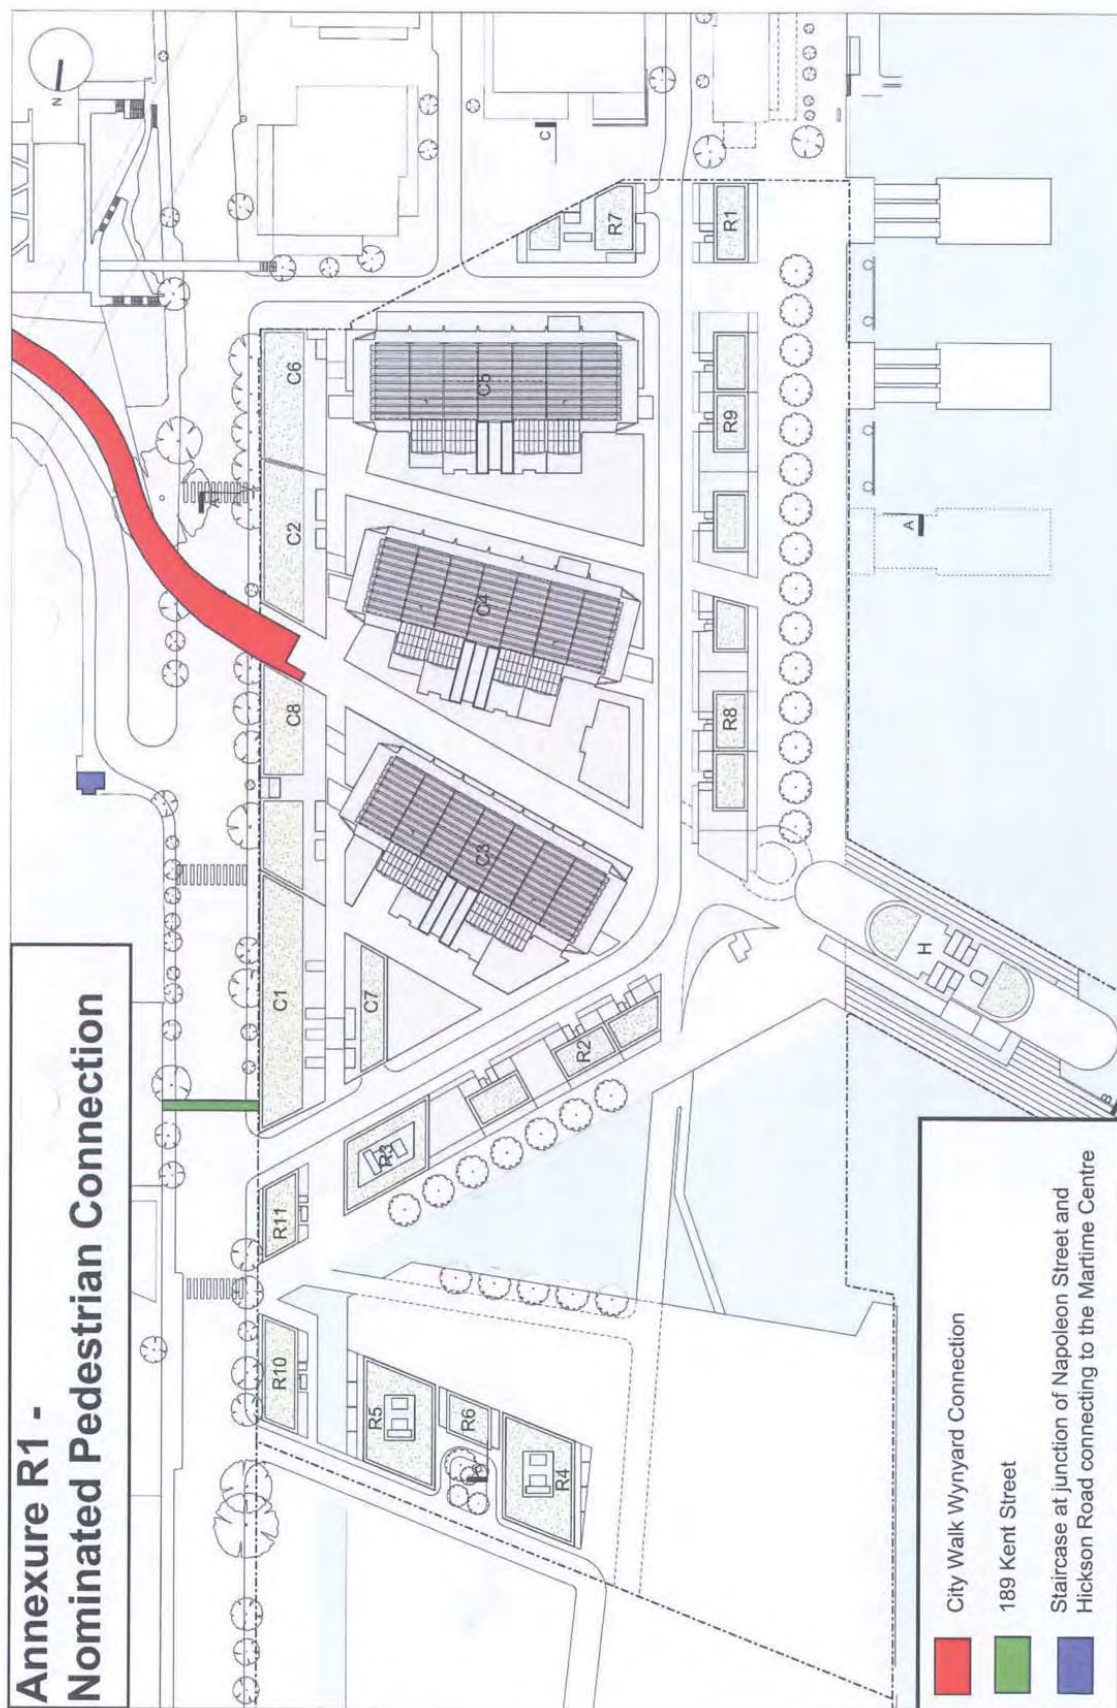 Annexure R1 -
Nominated Pedestrian Connection
N
C
C6
C5
C2
C4
C8
C3
C1
C7
R7
R1
R9
R8
R2
R3
R11
R10
R5
R6
R4
A
H
B
City Walk Wynyard Connection
189 Kent Street
Staircase at junction of Napoleon Street and
Hickson Road connecting to the Martime Centre